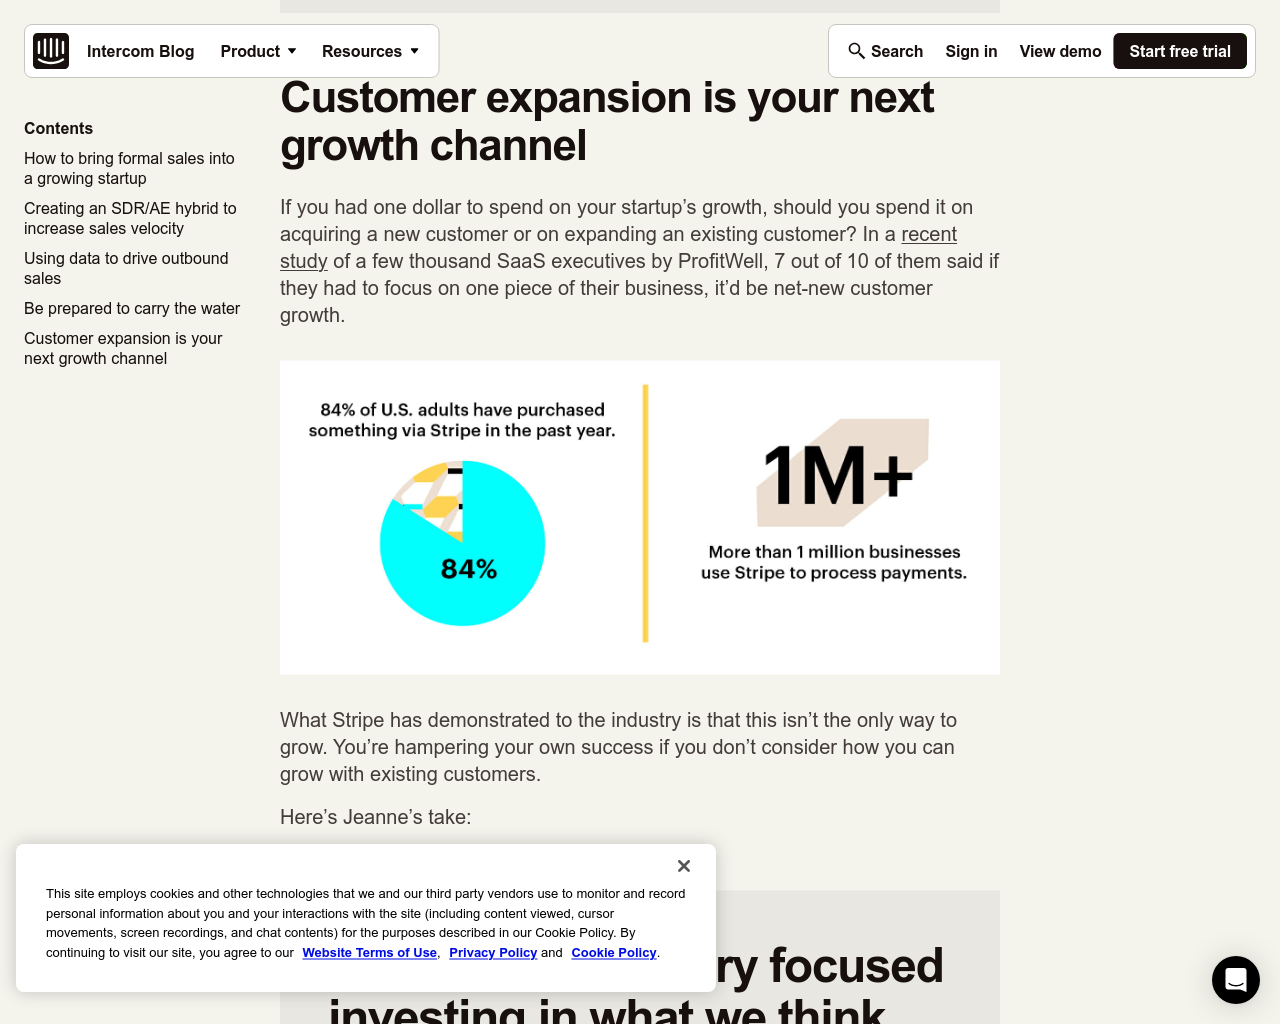 Intercom Blog Product Resources Search Sign in View demo Start free trial
Contents
How to bring formal sales into
a growing startup
Creating an SDR/AE hybrid to
increase sales velocity
Using data to drive outbound
sales
Be prepared to carry the water
Customer expansion is your
next growth channel
Customer expansion is your next
growth channel
If you had one dollar to spend on your startup’s growth, should you spend it on
acquiring a new customer or on expanding an existing customer? In a recent
study of a few thousand SaaS executives by ProfitWell, 7 out of 10 of them said if
they had to focus on one piece of their business, it’d be net-new customer
growth.
84% of U.S. adults have purchased
something via Stripe in the past year.
84%
1M+
More than 1 million businesses
use Stripe to process payments.
What Stripe has demonstrated to the industry is that this isn’t the only way to
grow. You’re hampering your own success if you don’t consider how you can
grow with existing customers.
Here’s Jeanne’s take:
focused
investing in what we think
This site employs cookies and other technologies that we and our third party vendors use to monitor and record
personal information about you and your interactions with the site (including content viewed, cursor
movements, screen recordings, and chat contents) for the purposes described in our Cookie Policy. By
continuing to visit our site, you agree to our Website Terms of Use, Privacy Policy and Cookie Policy.